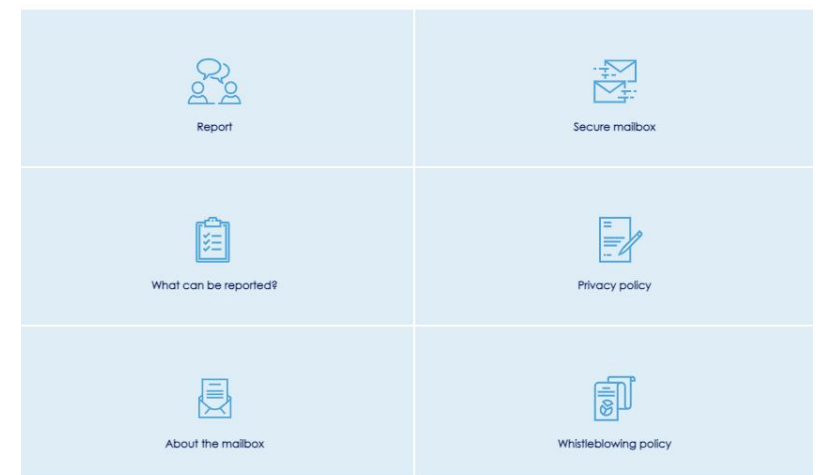 Report
Secure mailbox
What can be reported?
Privacy policy
About the mailbox
Whistleblowing policy